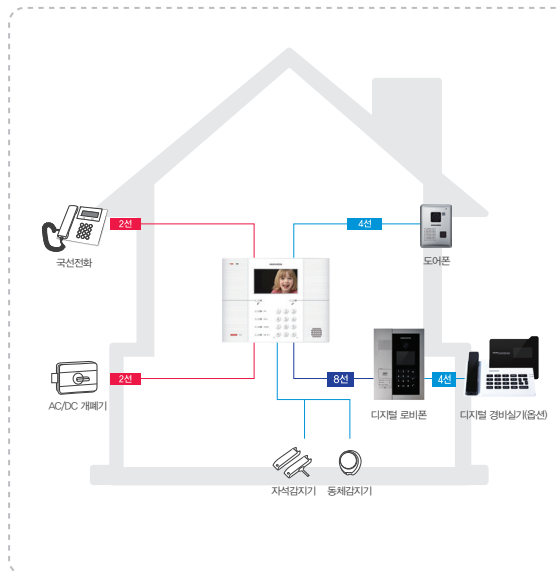 2선
4선
국선전화
도어폰
2선
8선
4선
AC/DC 개폐기
디지털 로비폰
디지털 경비실기(옵션)
자석감지기
동체감지기